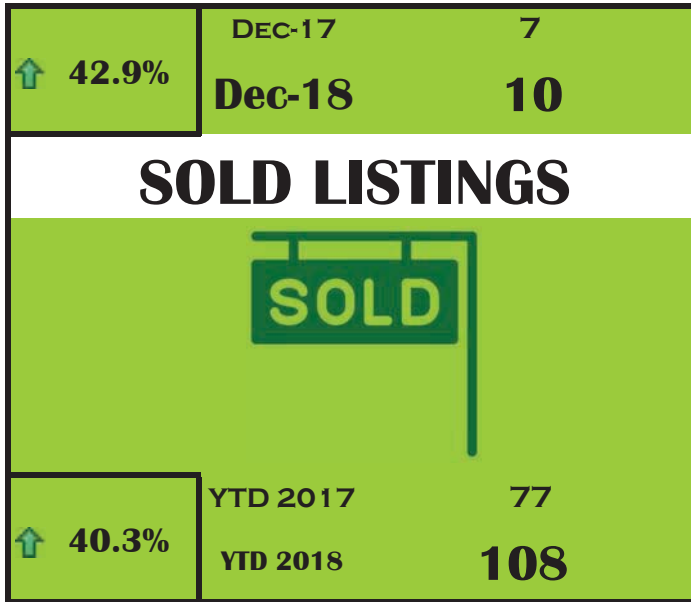 DEC-17 7
42.9%
Dec-18 10
SOLD LISTINGS
SOLD
YTD 2017 77
40.3%
YTD 2018 108